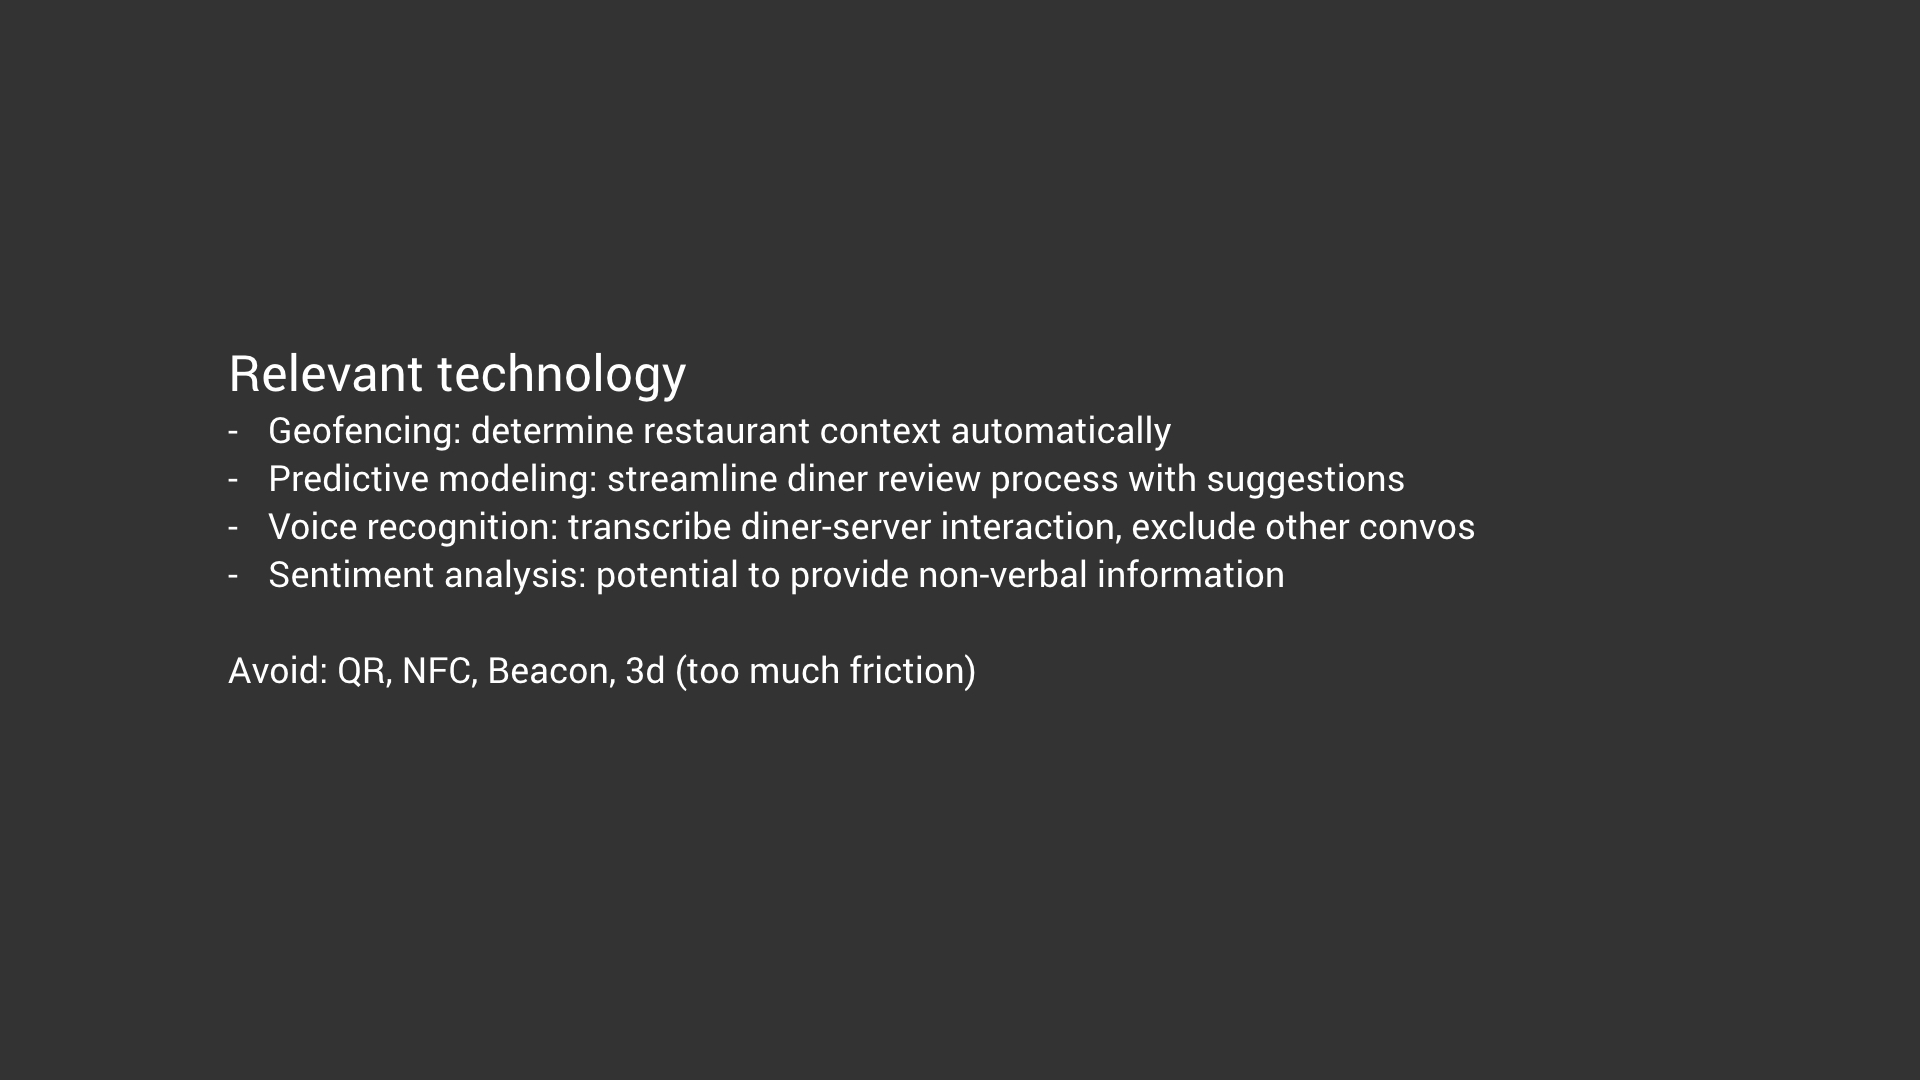 Relevant technology
- Geofencing: determine restaurant context automatically
- Predictive modeling: streamline diner review process with suggestions
- Voice recognition: transcribe diner-server interaction, exclude other convos
- Sentiment analysis: potential to provide non-verbal information
Avoid: QR, NFC, Beacon, 3d (too much friction)